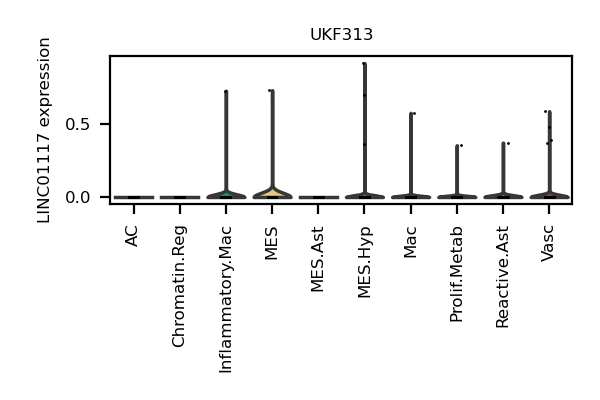 UKF313
LINC01117 expression
0.5
0.0
AC
Chromatin.Reg
Inflammatory.Mac
MES
MES.Ast
MES.Hyp
Mac
Prolif.Metab
Reactive.Ast
Vasc